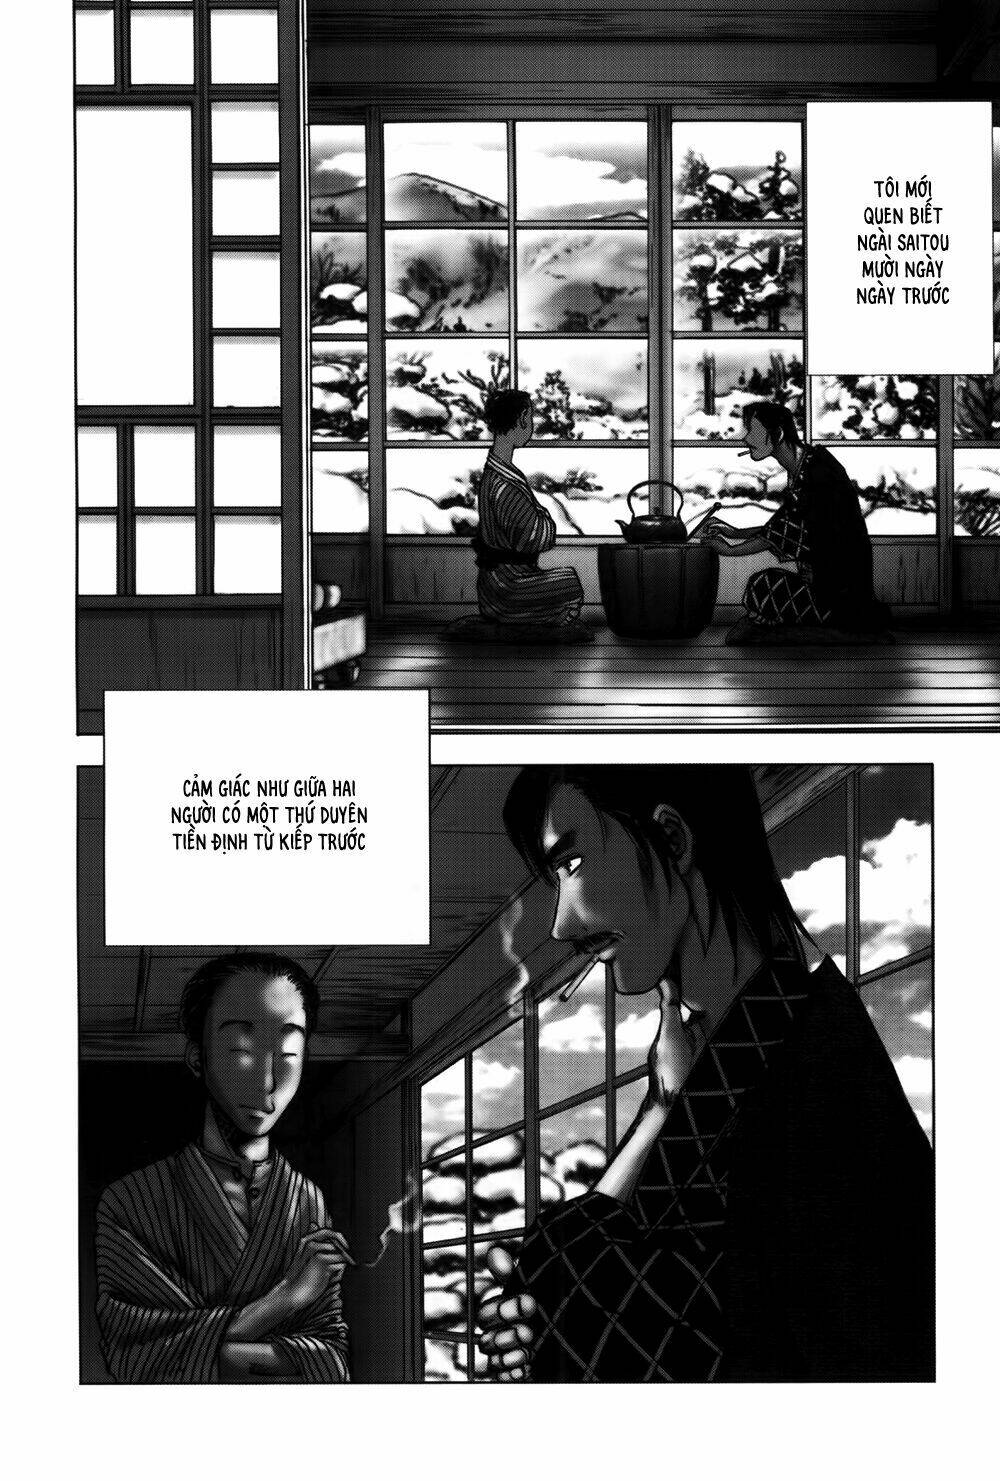 TÔI MỚI
QUEN BIẾT
NGÀI SAITOU
MƯỜI NGÀY
NGÀY TRƯỚC
CẢM GIÁC NHƯ GIỮA HAI
NGƯỜI CÓ MỘT THỨ DUYÊN
TIỀN ĐỊNH TỪ KIẾP TRƯỚC